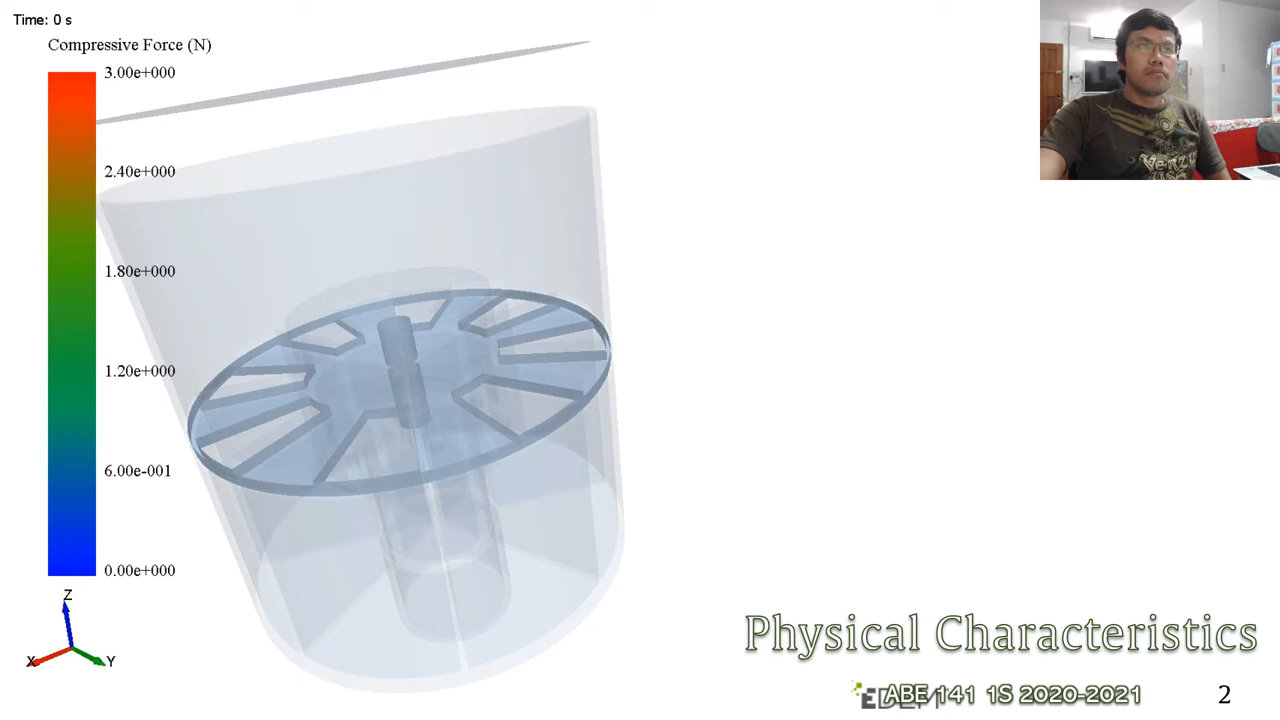 Time: 0 s
Compressive Force (N)
3.00e+000
2.40e+000
1.80e+000
1.20e+000
6.00e-001
0.00e+000
Z
X
Y
Physical Characteristics
EDEM
ABE 141 1S 2020-2021
2